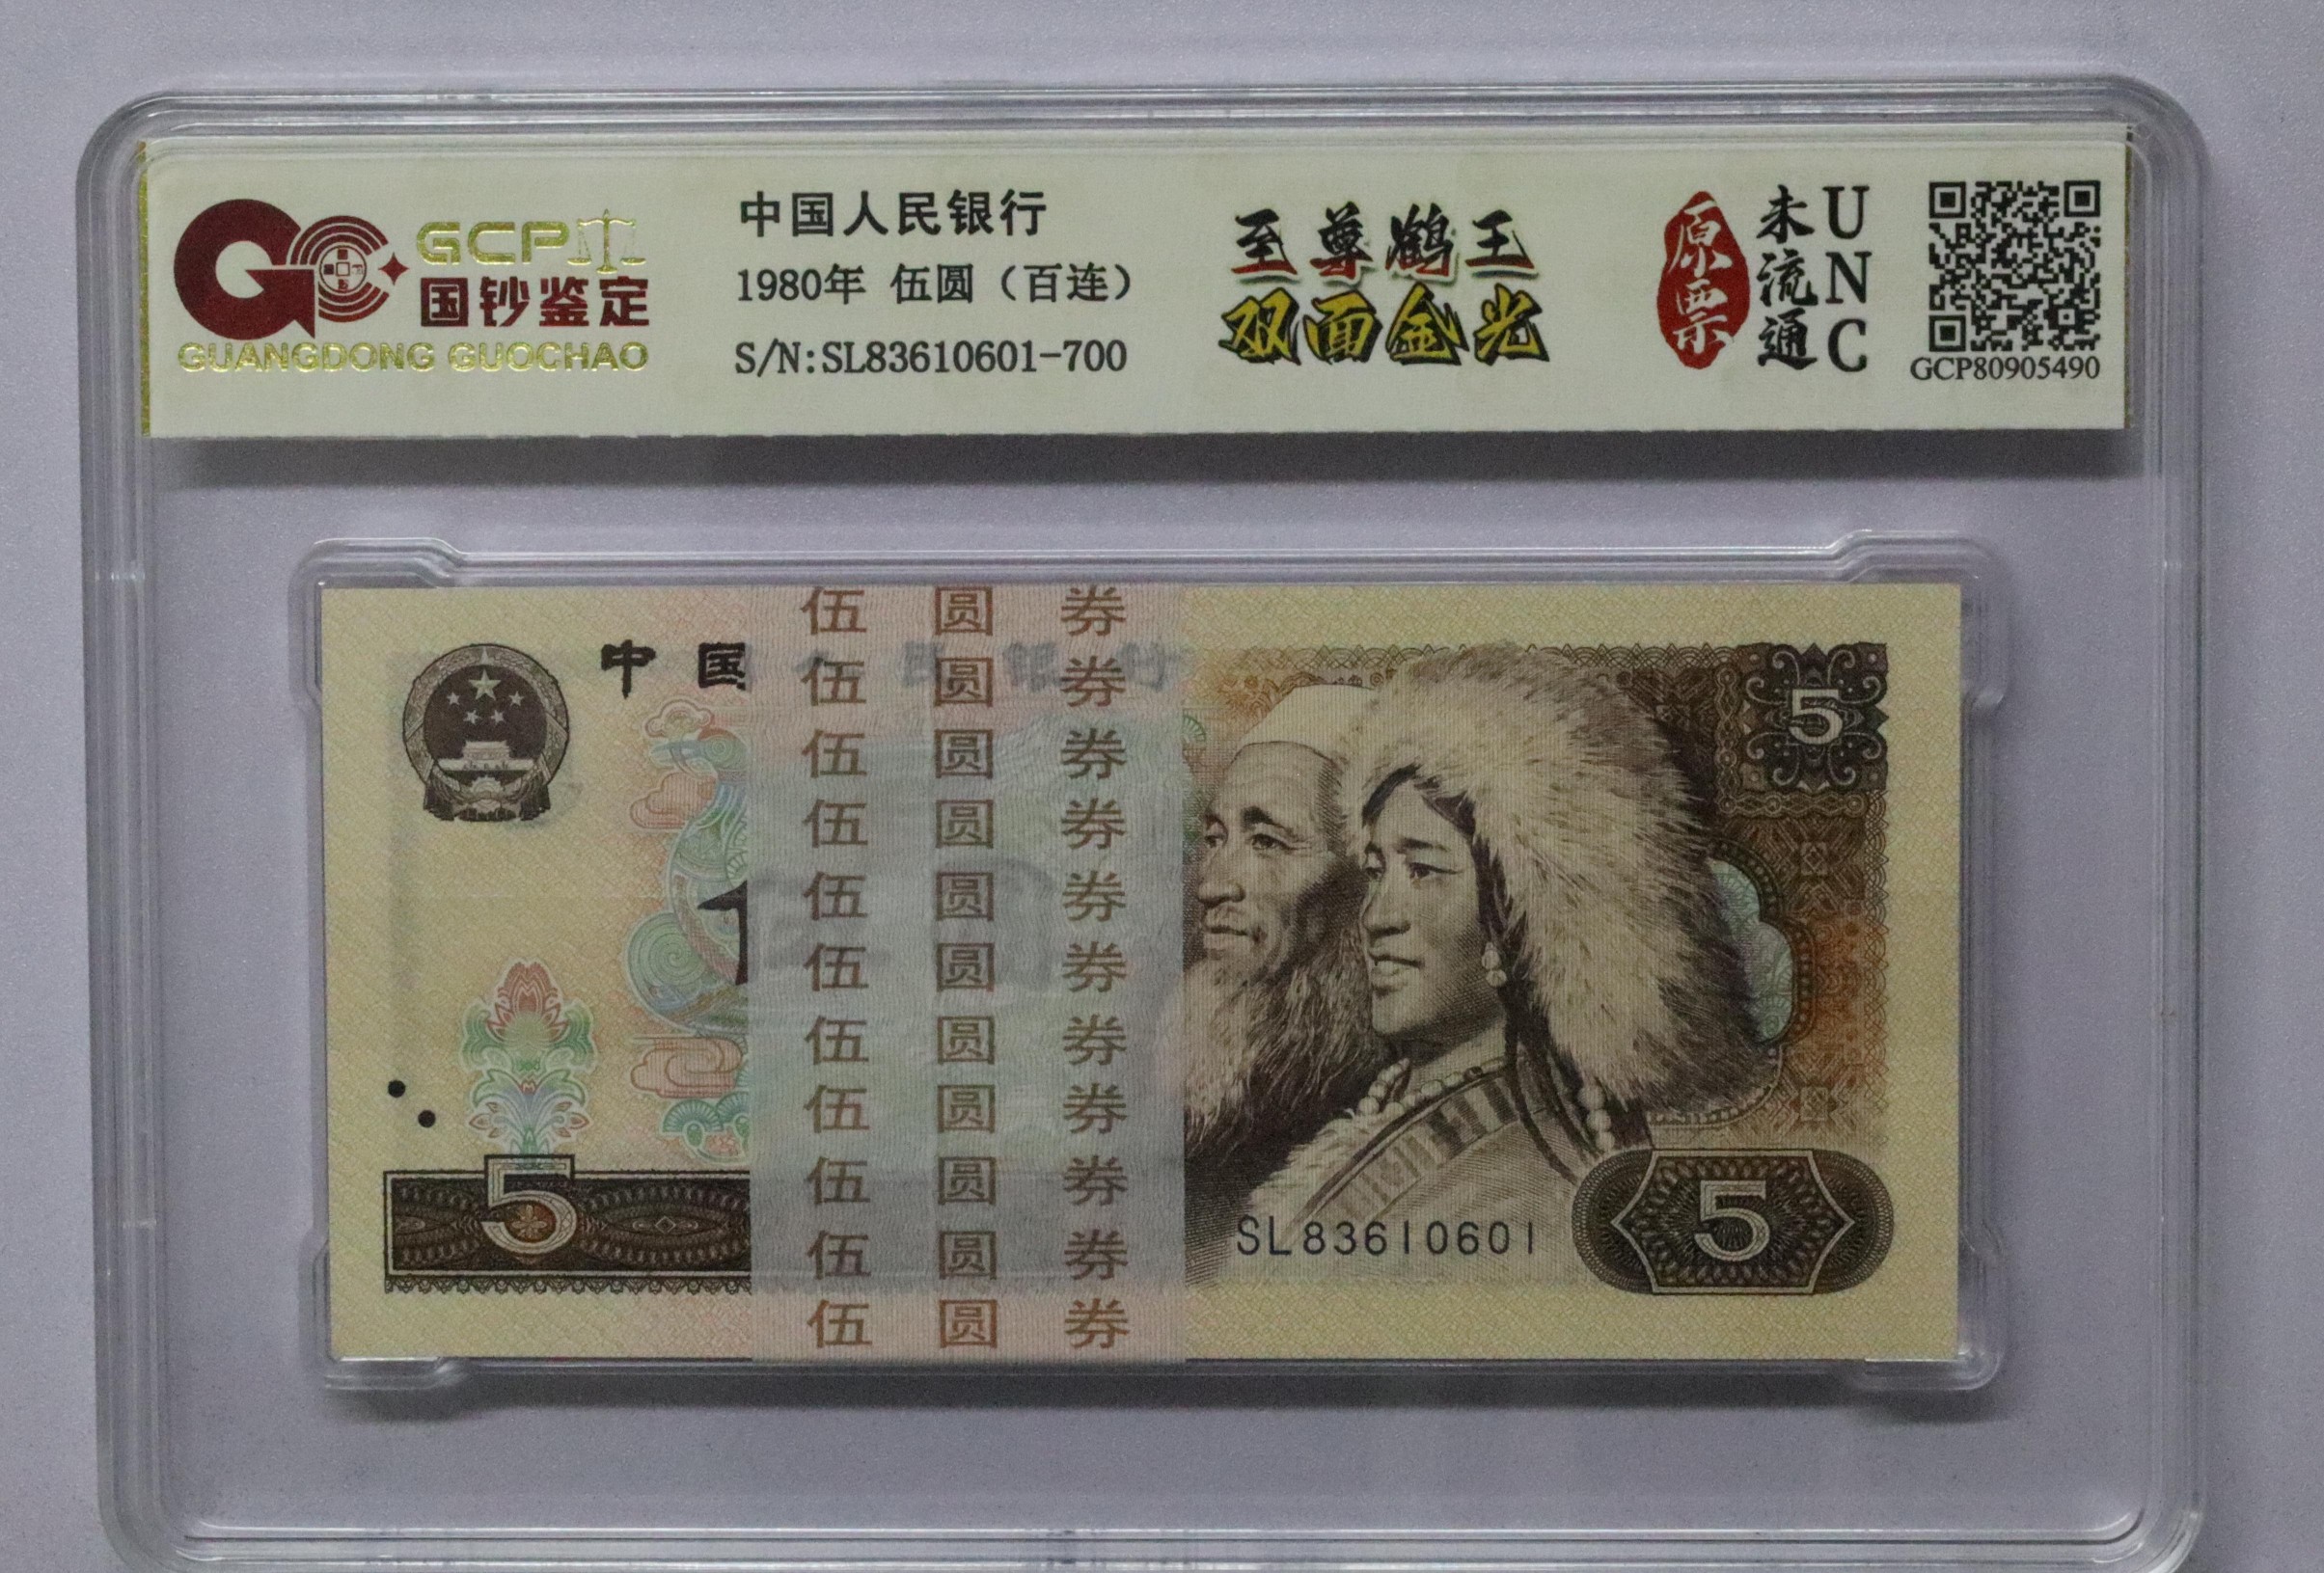 GCP
国钞鉴定
GUANGDONG GUOCHAO
中国人民银行
1980年 伍圆（百连）
S/N:SL83610601-700
至尊鹤王
双面金光
原票
未流通
UNC
GCP80905490
中国人民银行
伍圆券
伍圆券
伍圆券
伍圆券
伍圆券
伍圆券
伍圆券
伍圆券
伍圆券
伍圆券
伍圆券
5
5
SL83610601
5